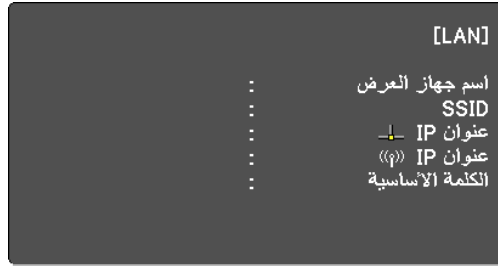 [LAN]
اسم جهاز العرض :
SSID :
عنوان IP :
عنوان IP :
الكلمة الأساسية :